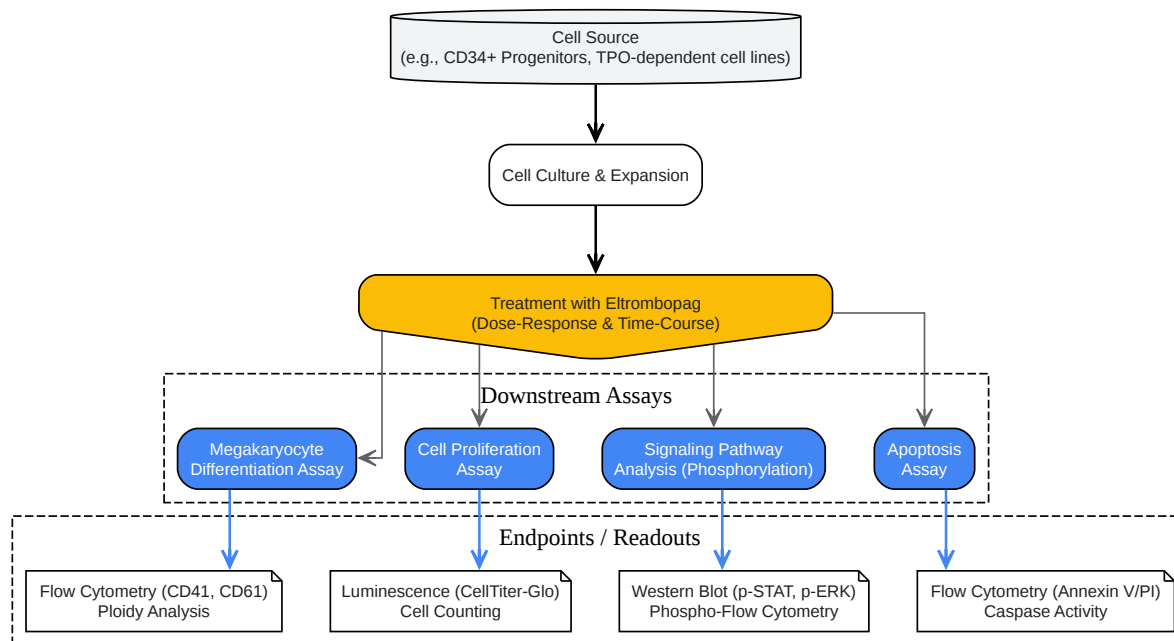 Cell Source
(e.g., CD34+ Progenitors, TPO-dependent cell lines)
Cell Culture & Expansion
Treatment with Eltrombopag
(Dose-Response & Time-Course)
Downstream Assays
Megakaryocyte
Differentiation Assay
Cell Proliferation
Assay
Signaling Pathway
Analysis (Phosphorylation)
Apoptosis
Assay
Endpoints / Readouts
Flow Cytometry (CD41, CD61)
Ploidy Analysis
Luminescence (CellTiter-Glo)
Cell Counting
Western Blot (p-STAT, p-ERK)
Phospho-Flow Cytometry
Flow Cytometry (Annexin V/PI)
Caspase Activity